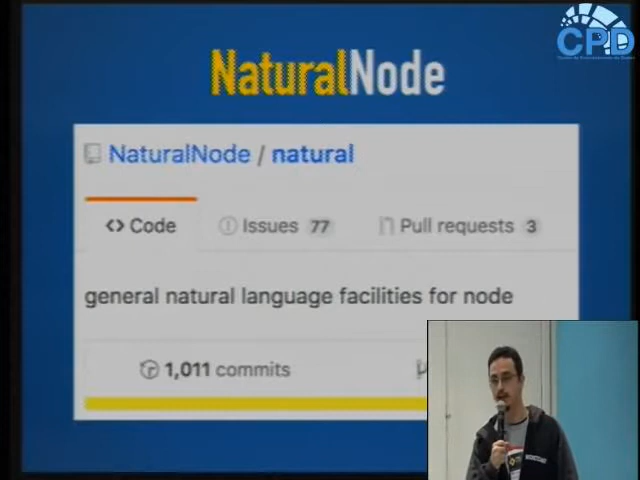 CPD
NaturalNode
NaturalNode / natural
Code
Issues 77
Pull requests 3
general natural language facilities for node
1,011 commits